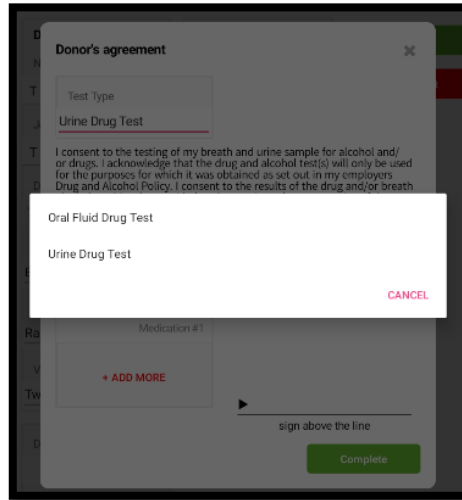 Donor's agreement
Test Type
Urine Drug Test
I consent to the testing of my breath and urine sample for alcohol and/
or drugs. I acknowledge that the drug and alcohol test(s) will only be used
for the purposes for which it was obtained as set out in my employers
Drug and Alcohol Policy. I consent to the results of the drug and/or breath
Oral Fluid Drug Test
Urine Drug Test
CANCEL
Medication #1
+ ADD MORE
sign above the line
Complete